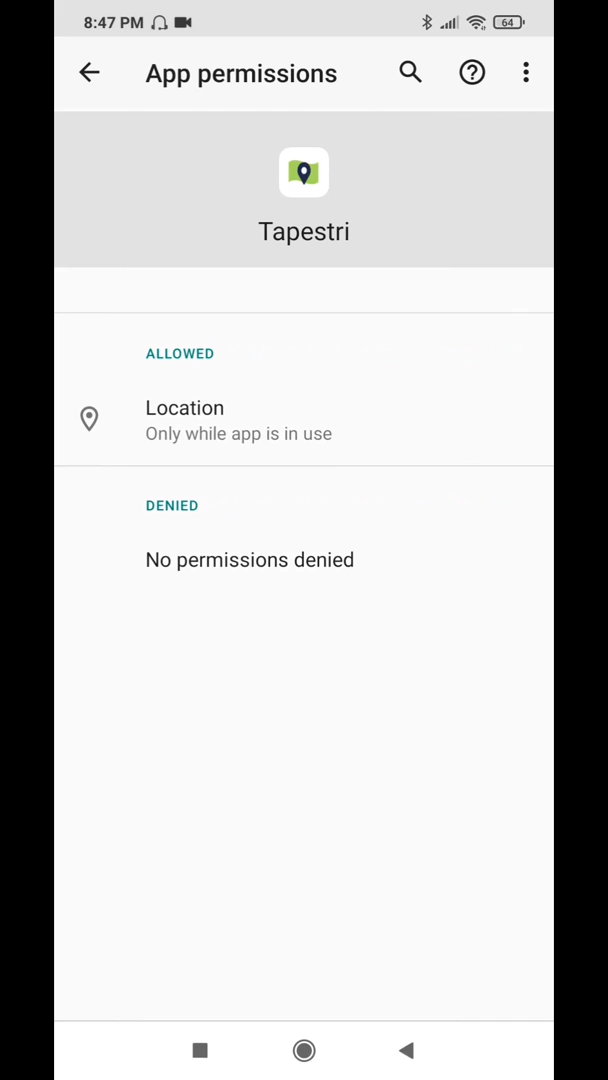 8:47 PM
64
App permissions
Tapestri
ALLOWED
Location
Only while app is in use
DENIED
No permissions denied